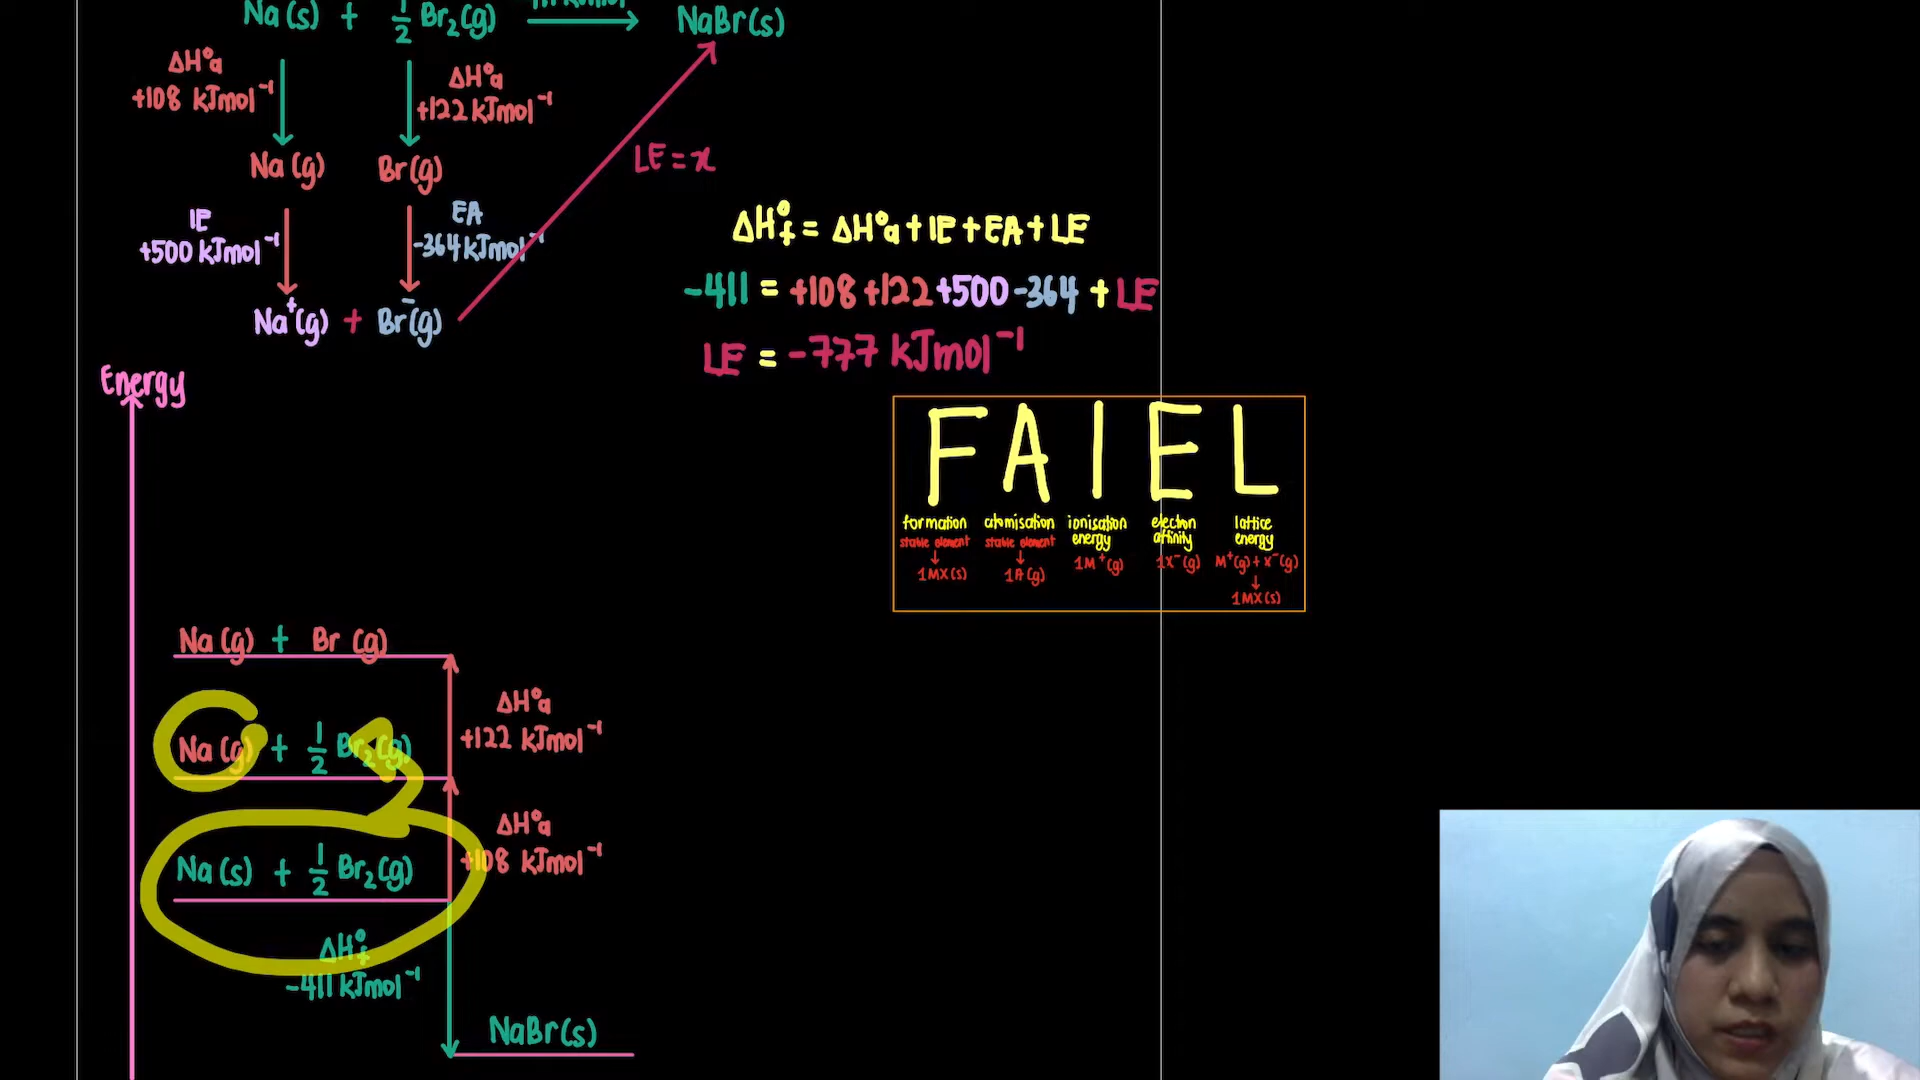 Na(s) + 1/2 Br₂(g) → NaBr(s)
ΔH°a
+108 kJmol⁻¹
ΔH°a
+122 kJmol⁻¹
Na(g) Br(g)
LE = x
IE
+500 kJmol⁻¹
EA
-364 kJmol⁻¹
Na⁺(g) + Br⁻(g)
ΔH°f = ΔH°a + IE + EA + LE
-411 = +108 +122 +500 -364 + LE
LE = -777 kJmol⁻¹
Energy
F A I E L
formation atomisation ionisation energy electron affinity lattice energy
stable element ↓ 1MX(s)
stable element ↓ 1A(g)
1M⁺(g)
1X⁻(g)
M⁺(g) + X⁻(g) ↓ 1MX(s)
Na(g) + Br(g)
ΔH°a
+122 kJmol⁻¹
Na(g) + 1/2 Br₂(g)
ΔH°a
+108 kJmol⁻¹
Na(s) + 1/2 Br₂(g)
ΔH°f
-411 kJmol⁻¹
NaBr(s)